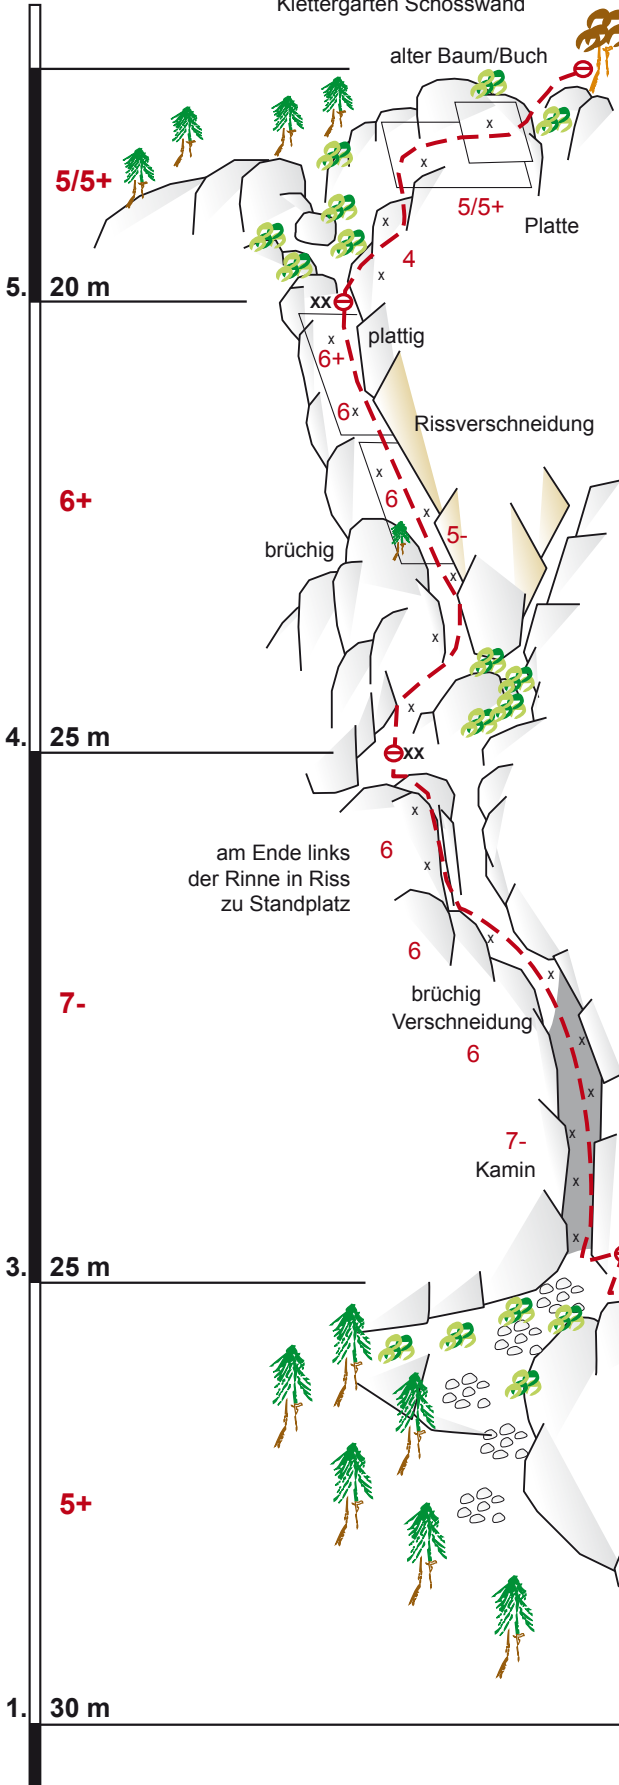 Klettergarten Schosswand
alter Baum/Buch
x
5/5+
x
5/5+
x
Platte
4
x
5. 20 m
xx
plattig
x
6+
6 x
Rissverschneidung
x
6
6+
x
5-
brüchig
x
x
x
4. 25 m
xx
x
am Ende links
der Rinne in Riss
zu Standplatz
6
x
x
6
x
brüchig
Verschneidung
7-
x
6
x
x
7-
Kamin
x
x
3. 25 m
5+
1. 30 m